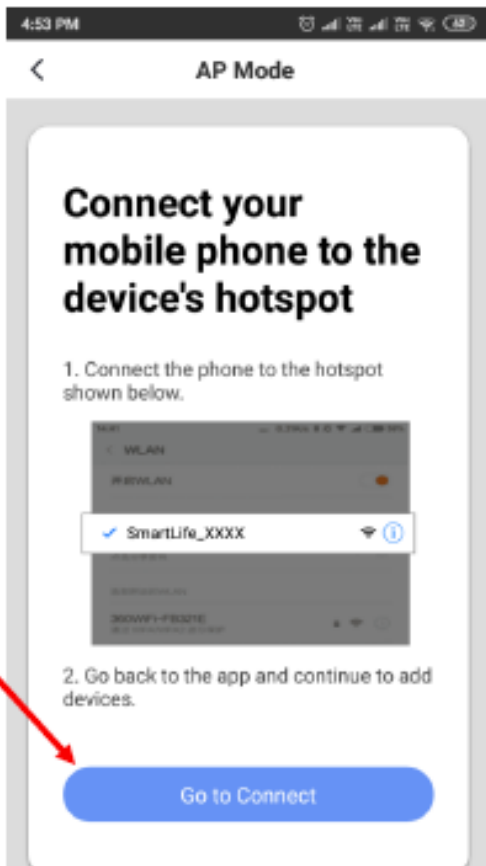 4:53 PM
AP Mode
Connect your
mobile phone to the
device's hotspot
1. Connect the phone to the hotspot
shown below.
WLAN
SmartLife_XXXX
360WiFi-FB321E
2. Go back to the app and continue to add
devices.
Go to Connect